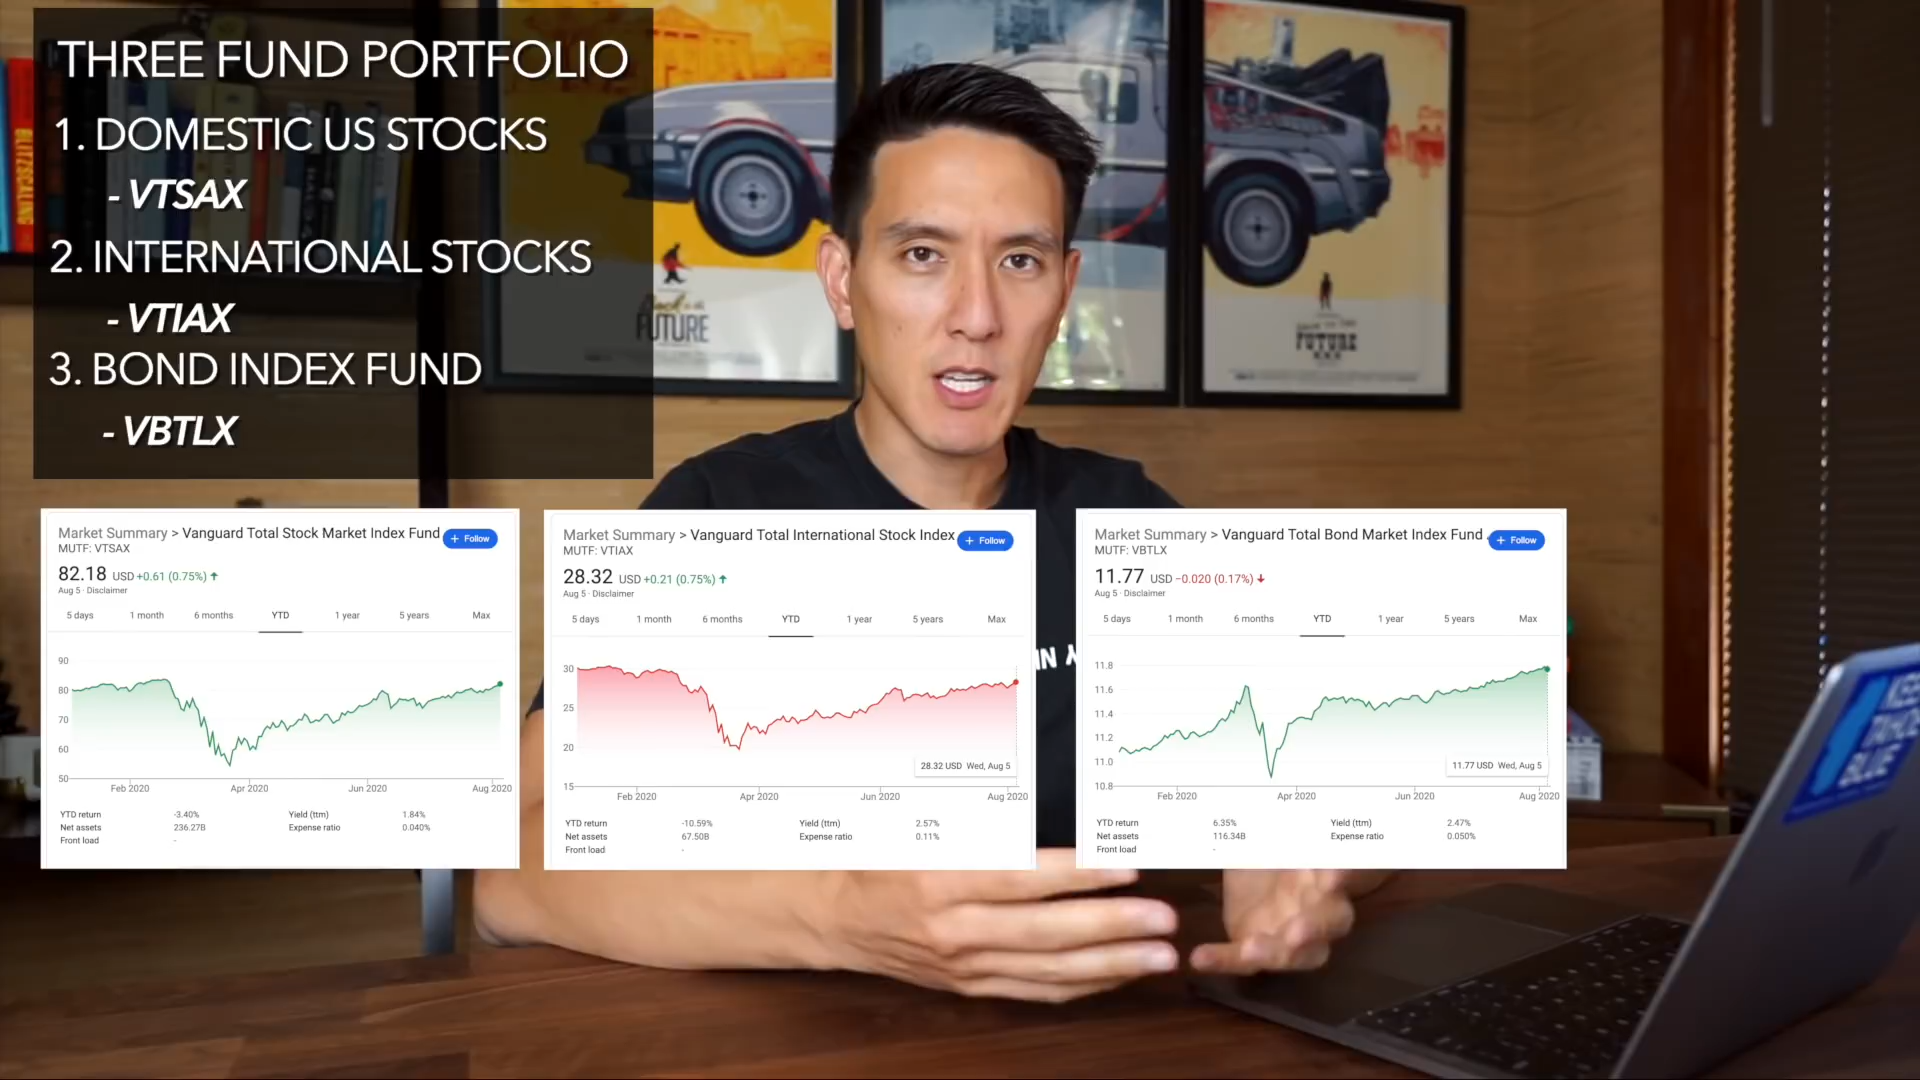 THREE FUND PORTFOLIO
1. DOMESTIC US STOCKS
- VTSAX
2. INTERNATIONAL STOCKS
- VTIAX
3. BOND INDEX FUND
- VBTLX
BLITZSCALING
FUTURE
FUTURE
Market Summary > Vanguard Total Stock Market Index Fund
+ Follow
MUTF: VTSAX
82.18 USD +0.61 (0.75%)
Aug 5 · Disclaimer
5 days 1 month 6 months YTD 1 year 5 years Max
90
80
70
60
50
Feb 2020 Apr 2020 Jun 2020 Aug 2020
YTD return -3.40% Yield (ttm) 1.84%
Net assets 236.27B Expense ratio 0.040%
Front load -
Market Summary > Vanguard Total International Stock Index
+ Follow
MUTF: VTIAX
28.32 USD +0.21 (0.75%)
Aug 5 · Disclaimer
5 days 1 month 6 months YTD 1 year 5 years Max
30
25
20
15
28.32 USD Wed, Aug 5
Feb 2020 Apr 2020 Jun 2020 Aug 2020
YTD return -10.59% Yield (ttm) 2.57%
Net assets 67.50B Expense ratio 0.11%
Front load -
Market Summary > Vanguard Total Bond Market Index Fund
+ Follow
MUTF: VBTLX
11.77 USD −0.020 (0.17%)
Aug 5 · Disclaimer
5 days 1 month 6 months YTD 1 year 5 years Max
11.8
11.6
11.4
11.2
11.0
10.8
11.77 USD Wed, Aug 5
Feb 2020 Apr 2020 Jun 2020 Aug 2020
YTD return 6.35% Yield (ttm) 2.47%
Net assets 116.34B Expense ratio 0.050%
Front load -
KEEP
TAHOE
BLUE